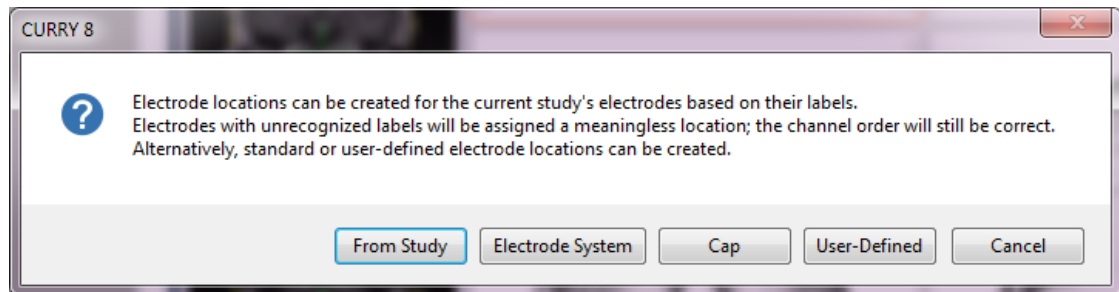 CURRY 8
Electrode locations can be created for the current study's electrodes based on their labels.
Electrodes with unrecognized labels will be assigned a meaningless location; the channel order will still be correct.
Alternatively, standard or user-defined electrode locations can be created.
From Study
Electrode System
Cap
User-Defined
Cancel